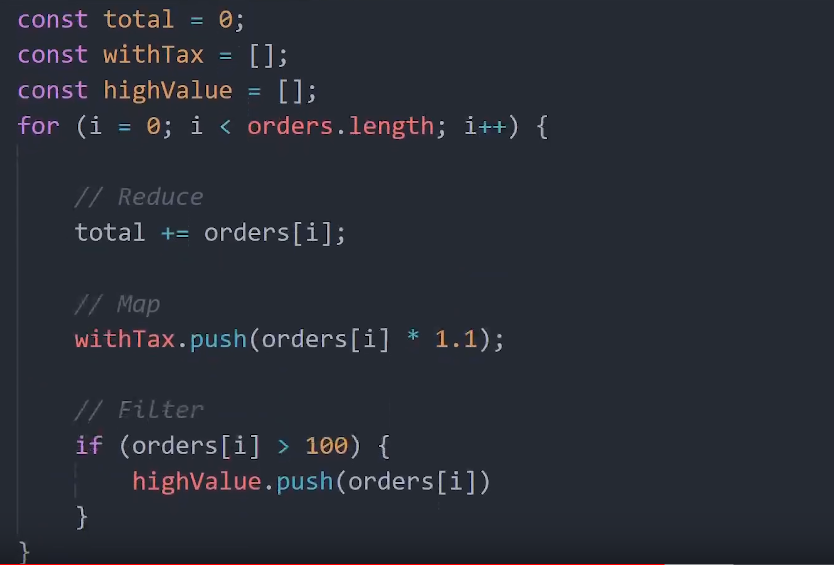 const total = 0;
const withTax = [];
const highValue = [];
for (i = 0; i < orders.length; i++) {
// Reduce
total += orders[i];
// Map
withTax.push(orders[i] * 1.1);
// Filter
if (orders[i] > 100) {
highValue.push(orders[i])
}
}